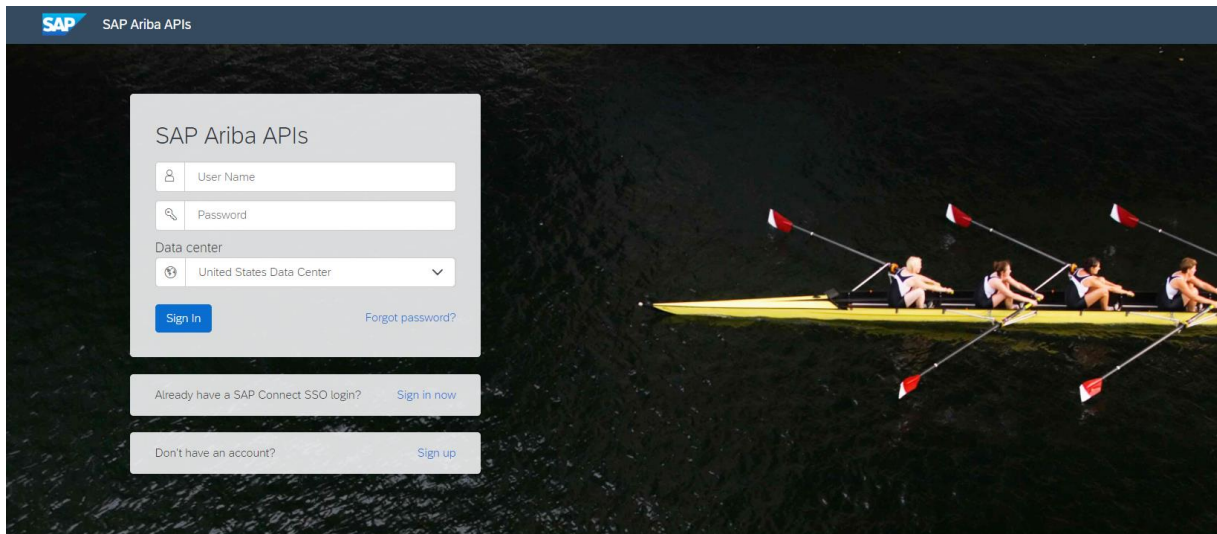 SAP SAP Ariba APIs
SAP Ariba APIs
User Name
Password
Data center
United States Data Center
Sign In Forgot password?
Already have a SAP Connect SSO login? Sign in now
Don't have an account? Sign up